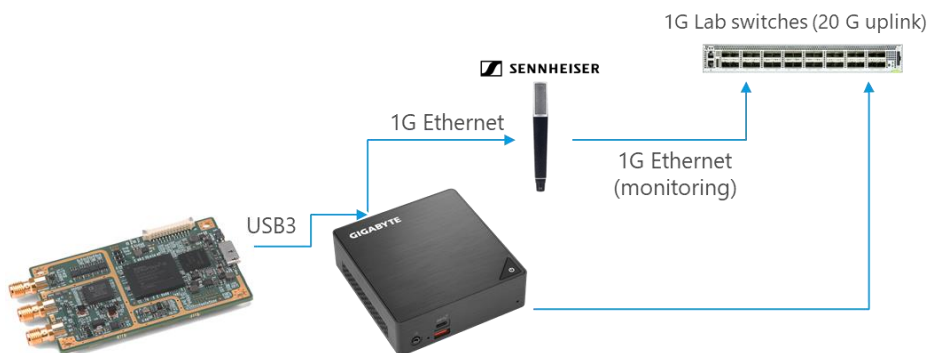 1G Lab switches (20 G uplink)
SENNHEISER
1G Ethernet
1G Ethernet
(monitoring)
USB3
GIGABYTE